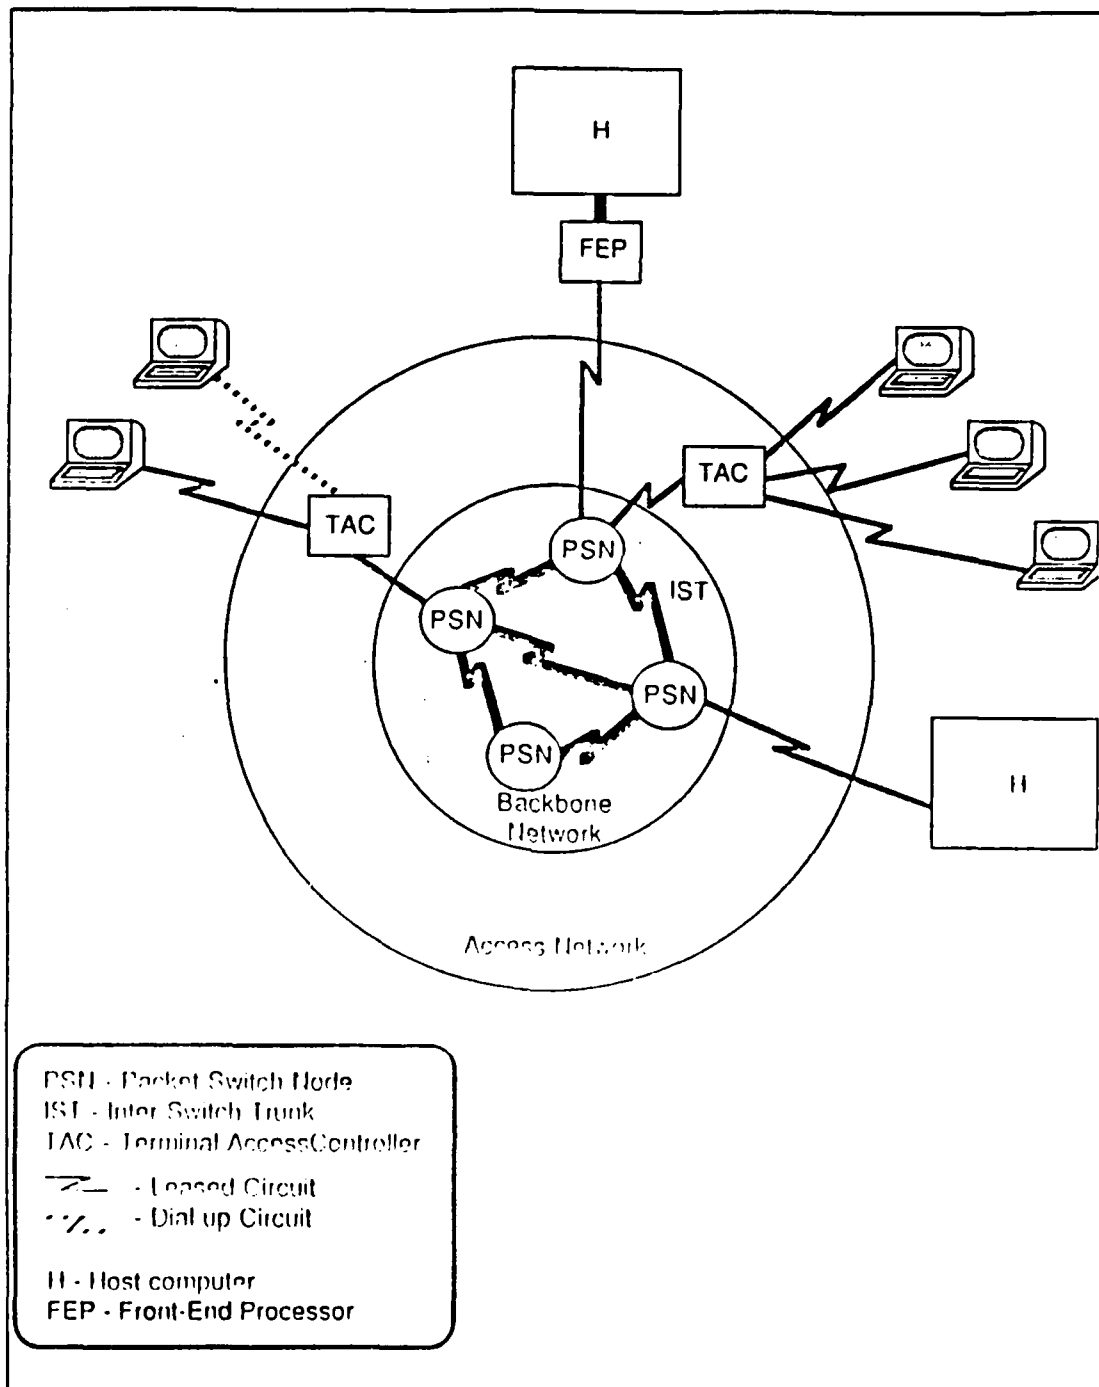 H
FEP
TAC
TAC
PSN
IST
PSN
PSN
PSN
Backbone
Network
Access Network
PSN - Packet Switch Node
IST - Inter Switch Trunk
TAC - Terminal AccessController
- Leased Circuit
- Dial up Circuit
H - Host computer
FEP - Front-End Processor
H